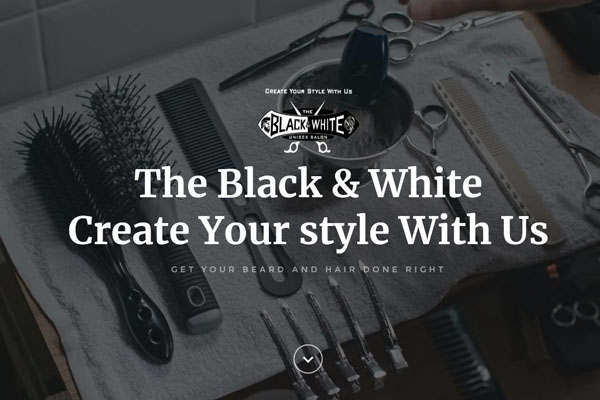 Create Your Style With Us
THE
BLACK & WHITE
UNISEX SALON
The Black & White
Create Your style With Us
GET YOUR BEARD AND HAIR DONE RIGHT